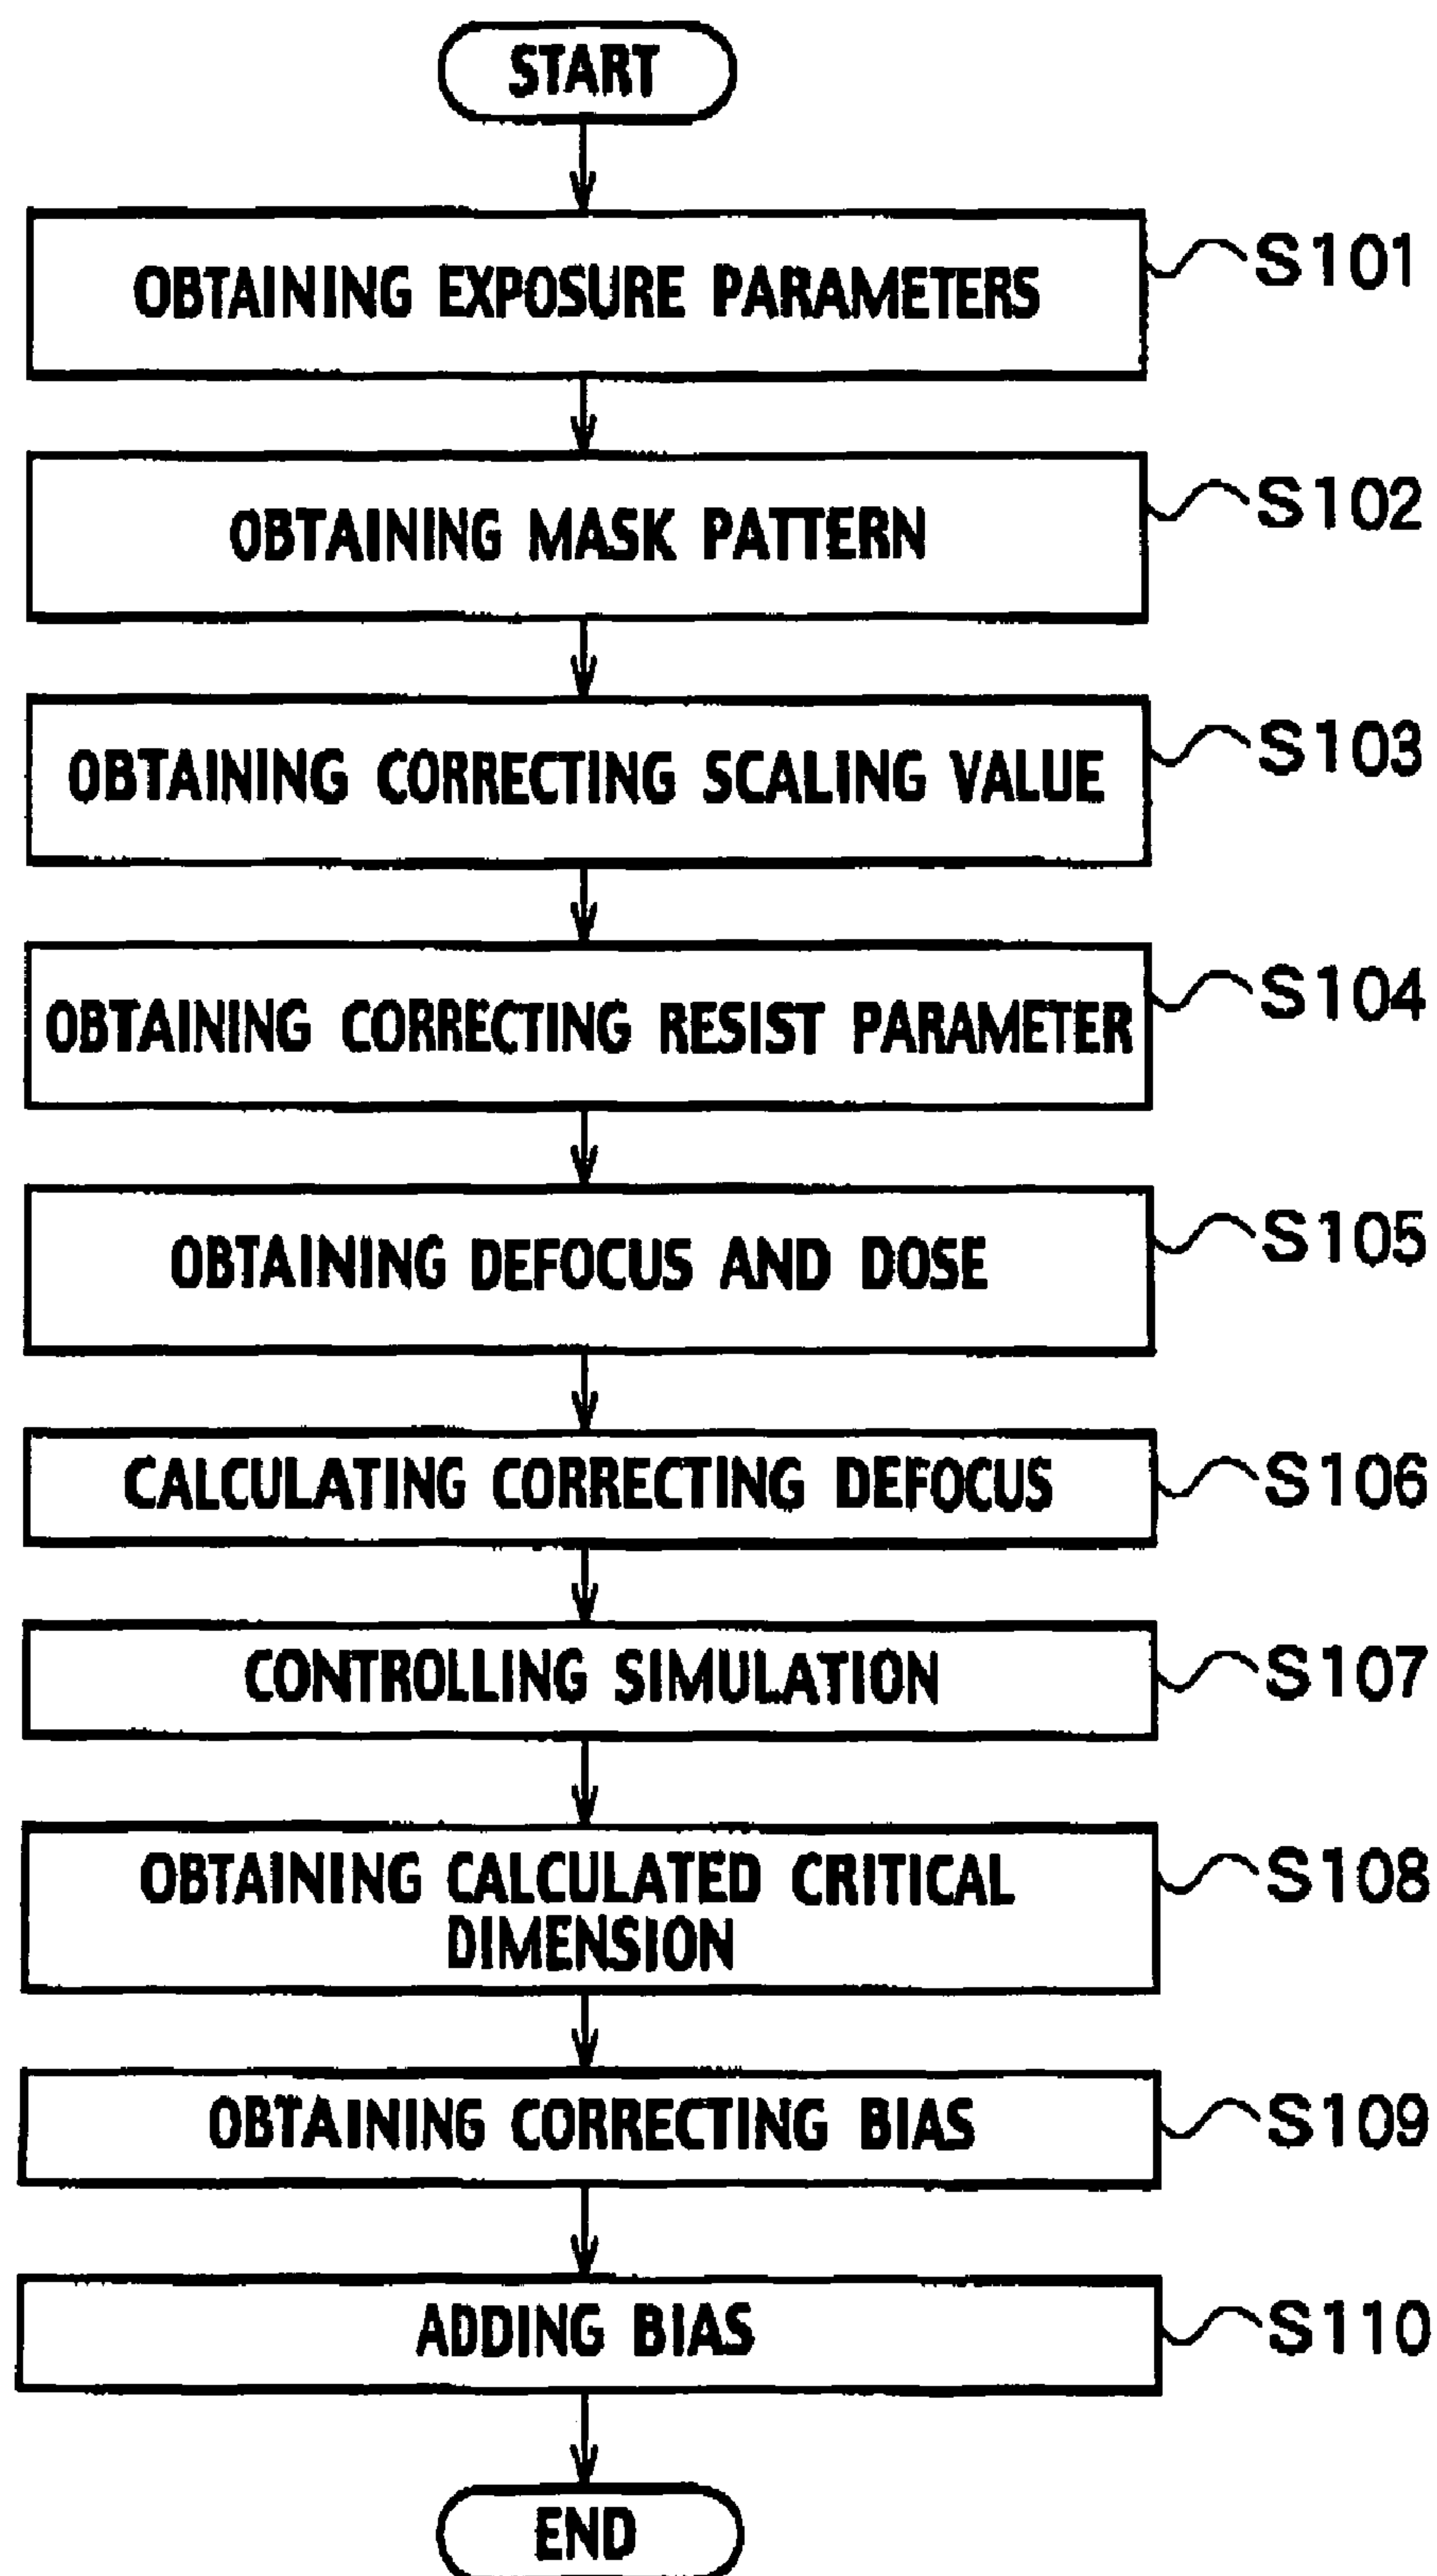 START
OBTAINING EXPOSURE PARAMETERS
S101
OBTAINING MASK PATTERN
S102
OBTAINING CORRECTING SCALING VALUE
S103
OBTAINING CORRECTING RESIST PARAMETER
S104
OBTAINING DEFOCUS AND DOSE
S105
CALCULATING CORRECTING DEFOCUS
S106
CONTROLLING SIMULATION
S107
OBTAINING CALCULATED CRITICAL
DIMENSION
S108
OBTAINING CORRECTING BIAS
S109
ADDING BIAS
S110
END